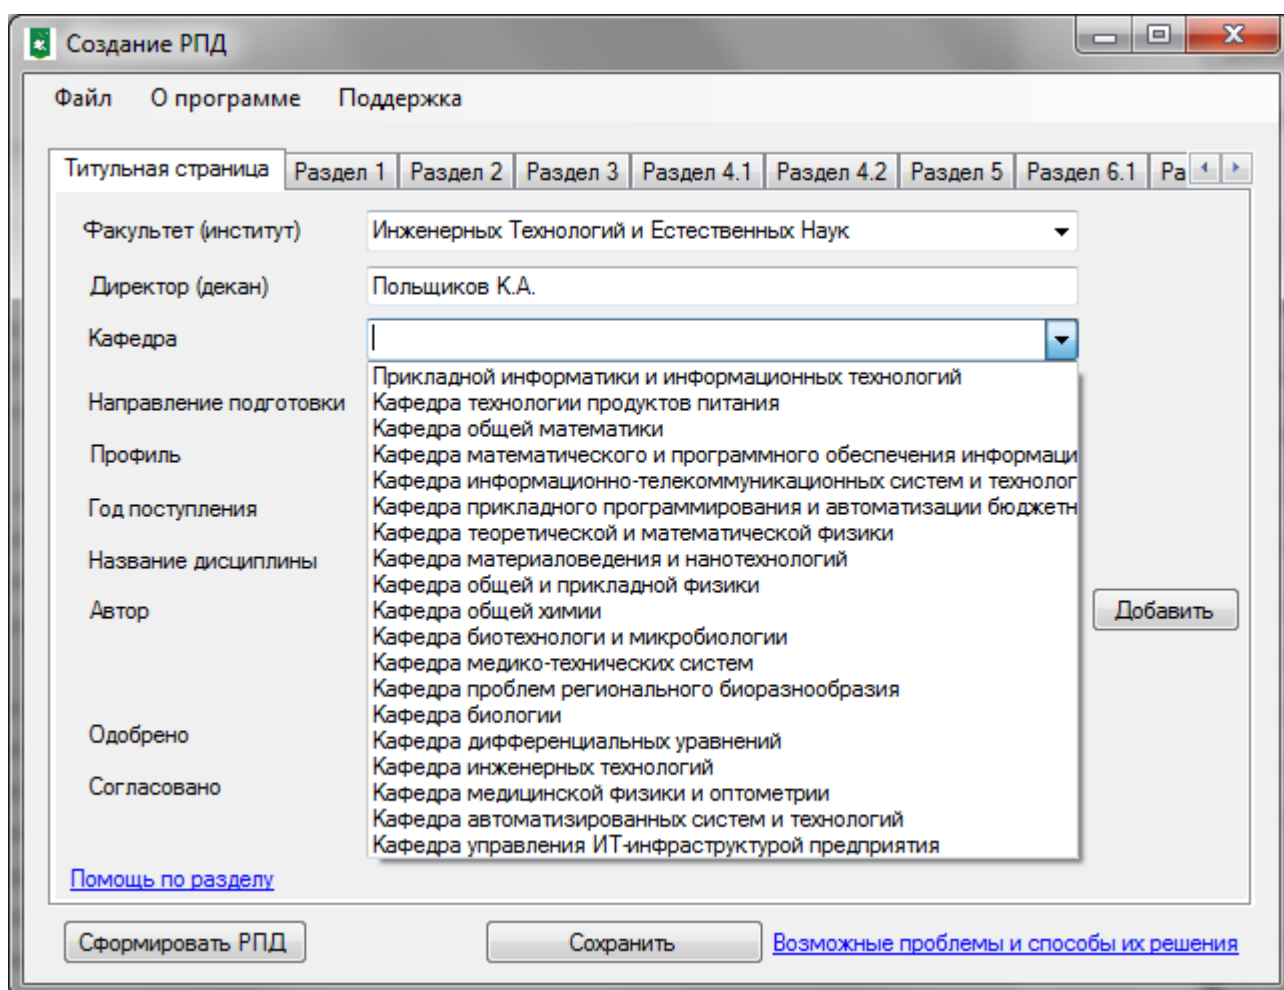 Создание РПД
Файл О программе Поддержка
Титульная страница Раздел 1 Раздел 2 Раздел 3 Раздел 4.1 Раздел 4.2 Раздел 5 Раздел 6.1 Ра
Факультет (институт) Инженерных Технологий и Естественных Наук
Директор (декан) Польщиков К.А.
Кафедра
Прикладной информатики и информационных технологий
Направление подготовки Кафедра технологии продуктов питания
Кафедра общей математики
Профиль Кафедра математического и программного обеспечения информаци
Кафедра информационно-телекоммуникационных систем и технолог
Год поступления Кафедра прикладного программирования и автоматизации бюджетн
Кафедра теоретической и математической физики
Название дисциплины Кафедра материаловедения и нанотехнологий
Кафедра общей и прикладной физики
Автор Кафедра общей химии Добавить
Кафедра биотехнологи и микробиологии
Кафедра медико-технических систем
Кафедра проблем регионального биоразнообразия
Кафедра биологии
Одобрено Кафедра дифференциальных уравнений
Кафедра инженерных технологий
Согласовано Кафедра медицинской физики и оптометрии
Кафедра автоматизированных систем и технологий
Кафедра управления ИТ-инфраструктурой предприятия
Помощь по разделу
Сформировать РПД Сохранить Возможные проблемы и способы их решения